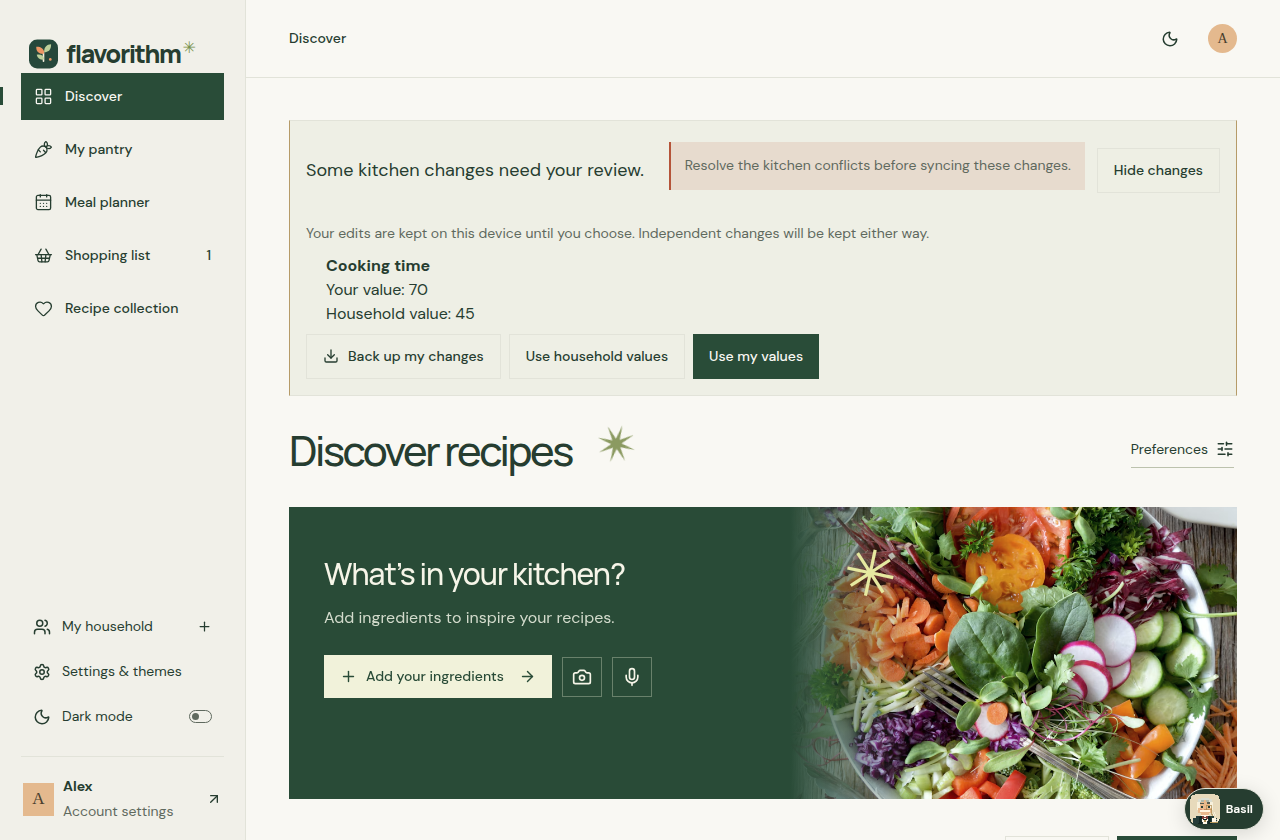 flavorithm
Discover
A
Discover
My pantry
Meal planner
Shopping list 1
Recipe collection
Some kitchen changes need your review.
Resolve the kitchen conflicts before syncing these changes.
Hide changes
Your edits are kept on this device until you choose. Independent changes will be kept either way.
Cooking time
Your value: 70
Household value: 45
Back up my changes
Use household values
Use my values
Discover recipes
Preferences
What's in your kitchen?
Add ingredients to inspire your recipes.
Add your ingredients
My household
Settings & themes
Dark mode
A
Alex
Account settings
Basil